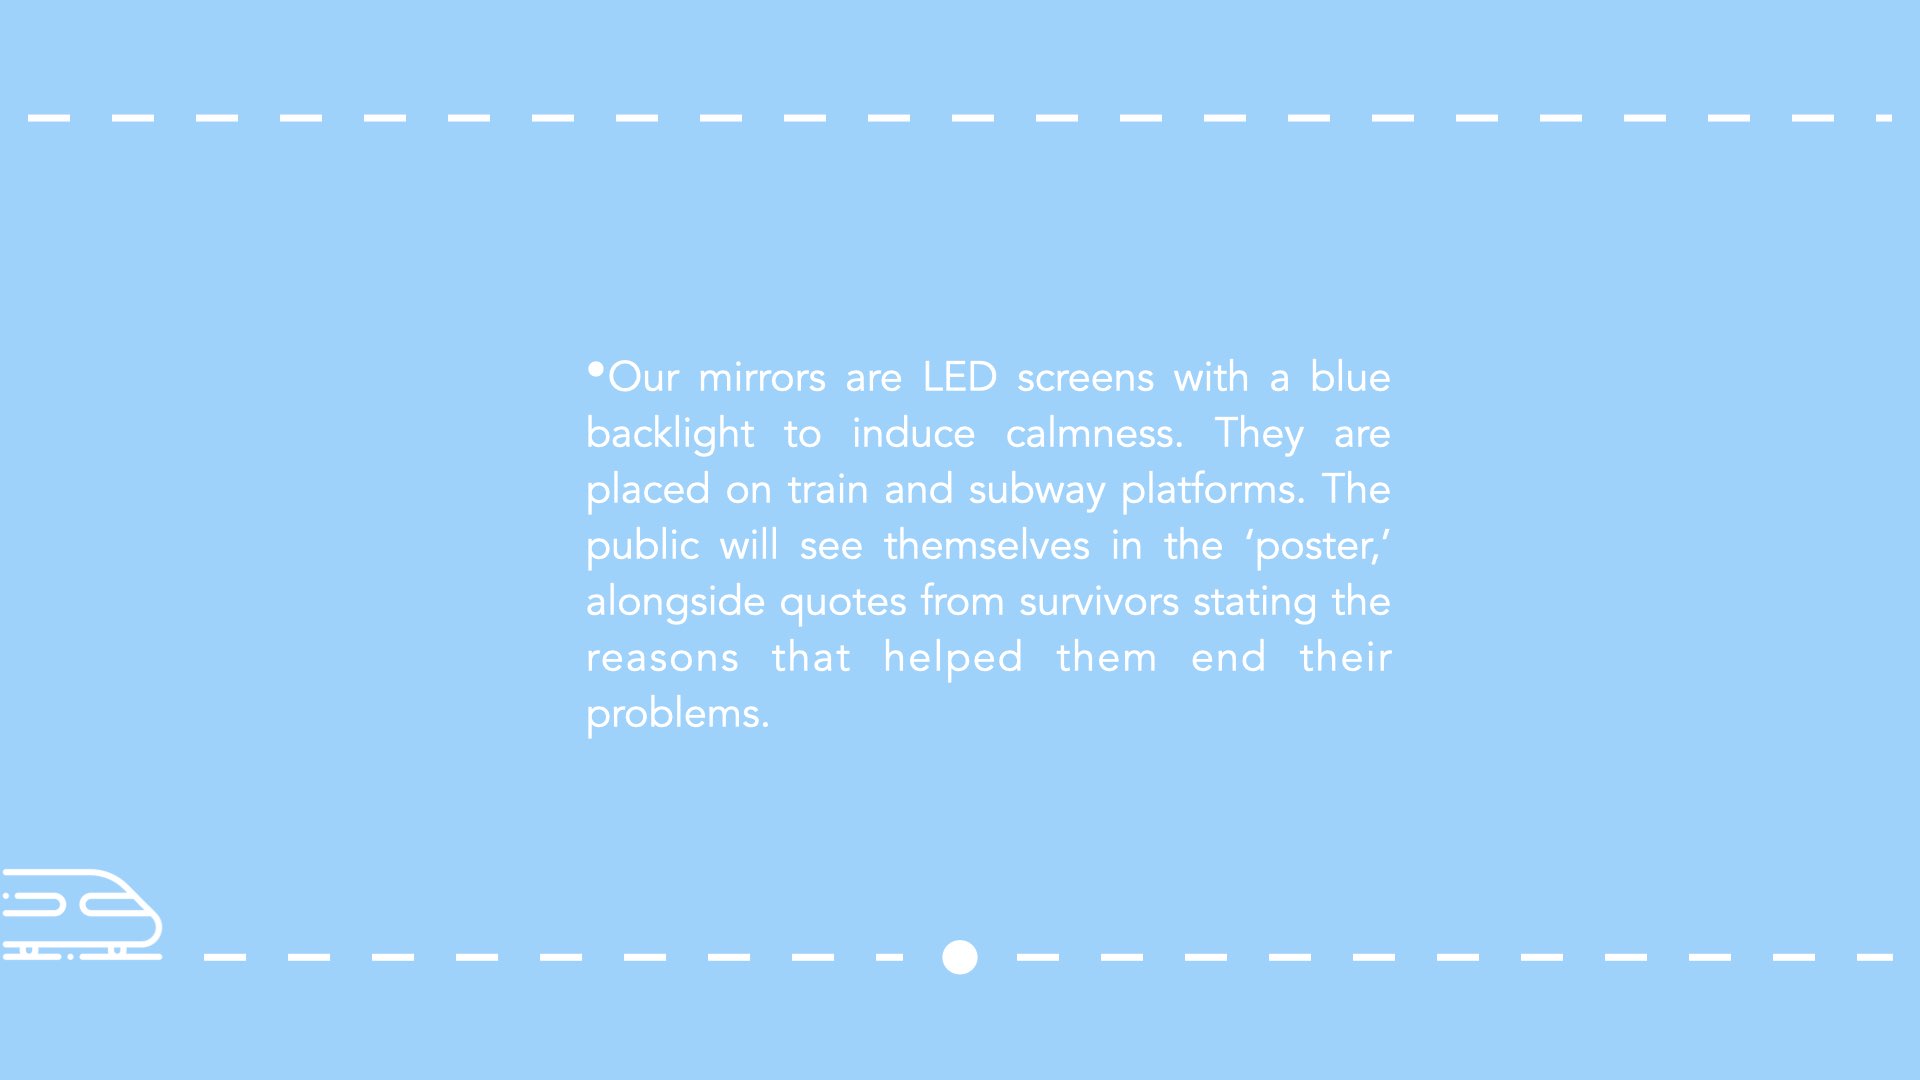 •Our mirrors are LED screens with a blue
backlight to induce calmness. They are
placed on train and subway platforms. The
public will see themselves in the ‘poster,’
alongside quotes from survivors stating the
reasons that helped them end their
problems.